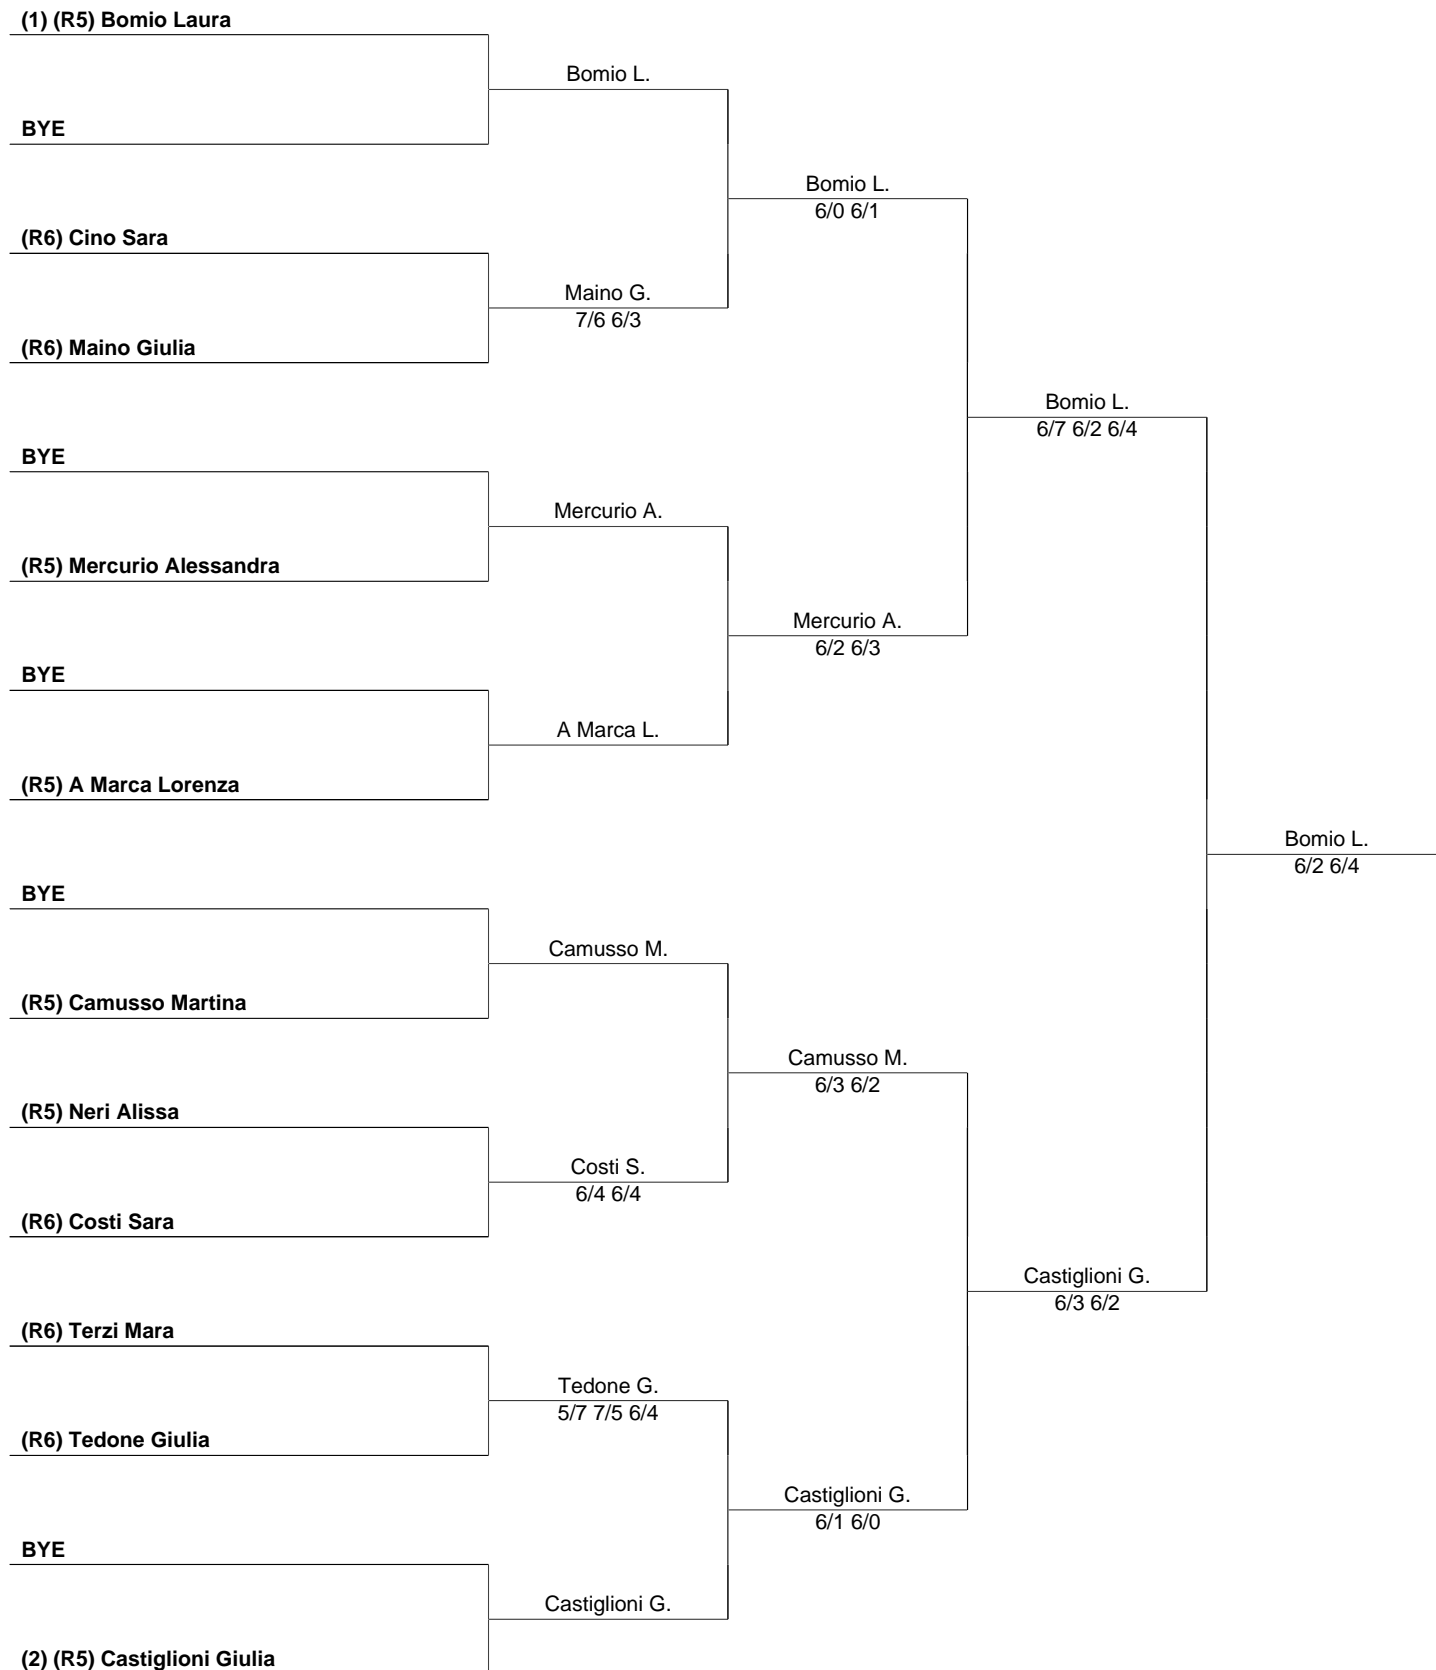 (1) (R5) Bomio Laura
Bomio L.
BYE
Bomio L.
6/0 6/1
(R6) Cino Sara
Maino G.
7/6 6/3
(R6) Maino Giulia
Bomio L.
6/7 6/2 6/4
BYE
Mercurio A.
(R5) Mercurio Alessandra
Mercurio A.
6/2 6/3
BYE
A Marca L.
(R5) A Marca Lorenza
Bomio L.
6/2 6/4
BYE
Camusso M.
(R5) Camusso Martina
Camusso M.
6/3 6/2
(R5) Neri Alissa
Costi S.
6/4 6/4
(R6) Costi Sara
Castiglioni G.
6/3 6/2
(R6) Terzi Mara
Tedone G.
5/7 7/5 6/4
(R6) Tedone Giulia
Castiglioni G.
6/1 6/0
BYE
Castiglioni G.
(2) (R5) Castiglioni Giulia